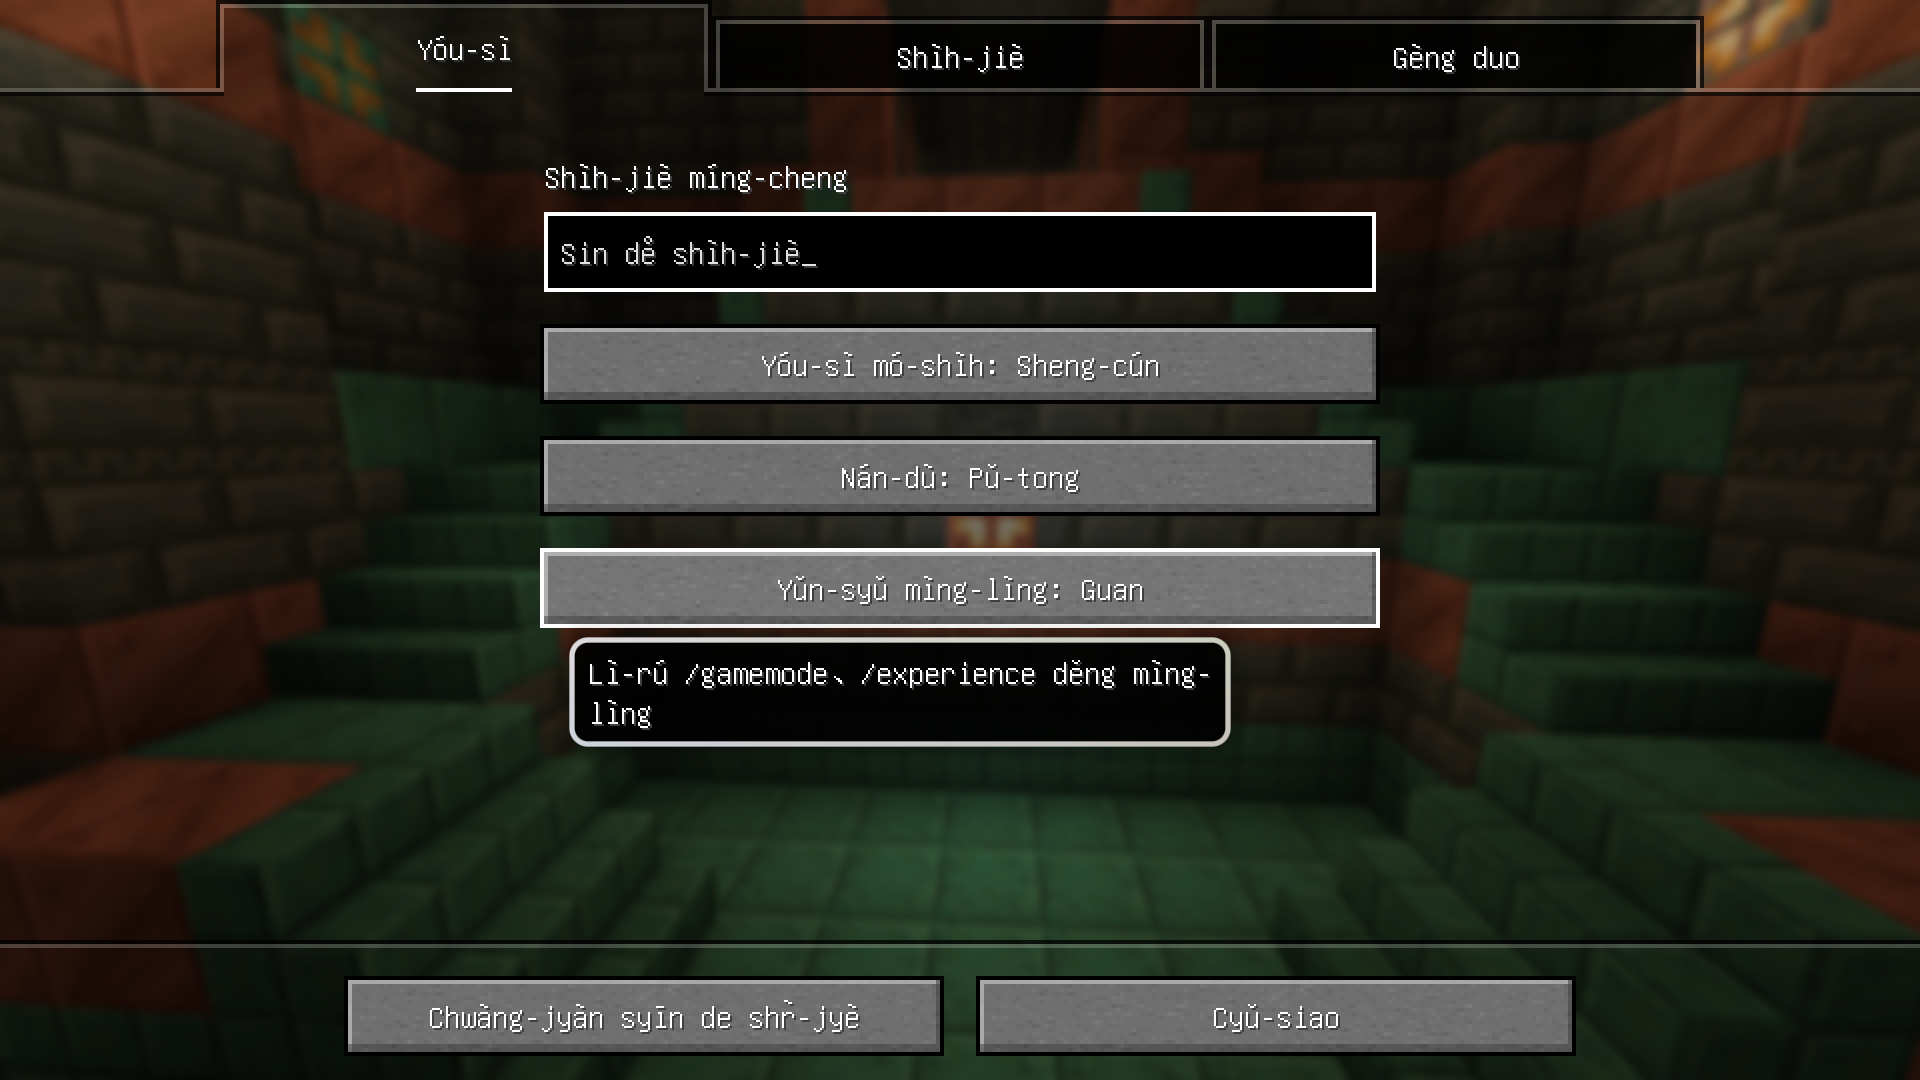 Yóu-sì
Shìh-jiè
Gèng duo
Shìh-jiè míng-cheng
Sin de̊ shìh-jiè_
Yóu-sì mó-shìh: Sheng-cún
Nán-dù: Pǔ-tong
Yǔn-syǔ mìng-lìng: Guan
Lì-rú /gamemode、/experience děng mìng-
lìng
Chwàng-jyàn syīn de shr̀-jyè
Cyǔ-siao